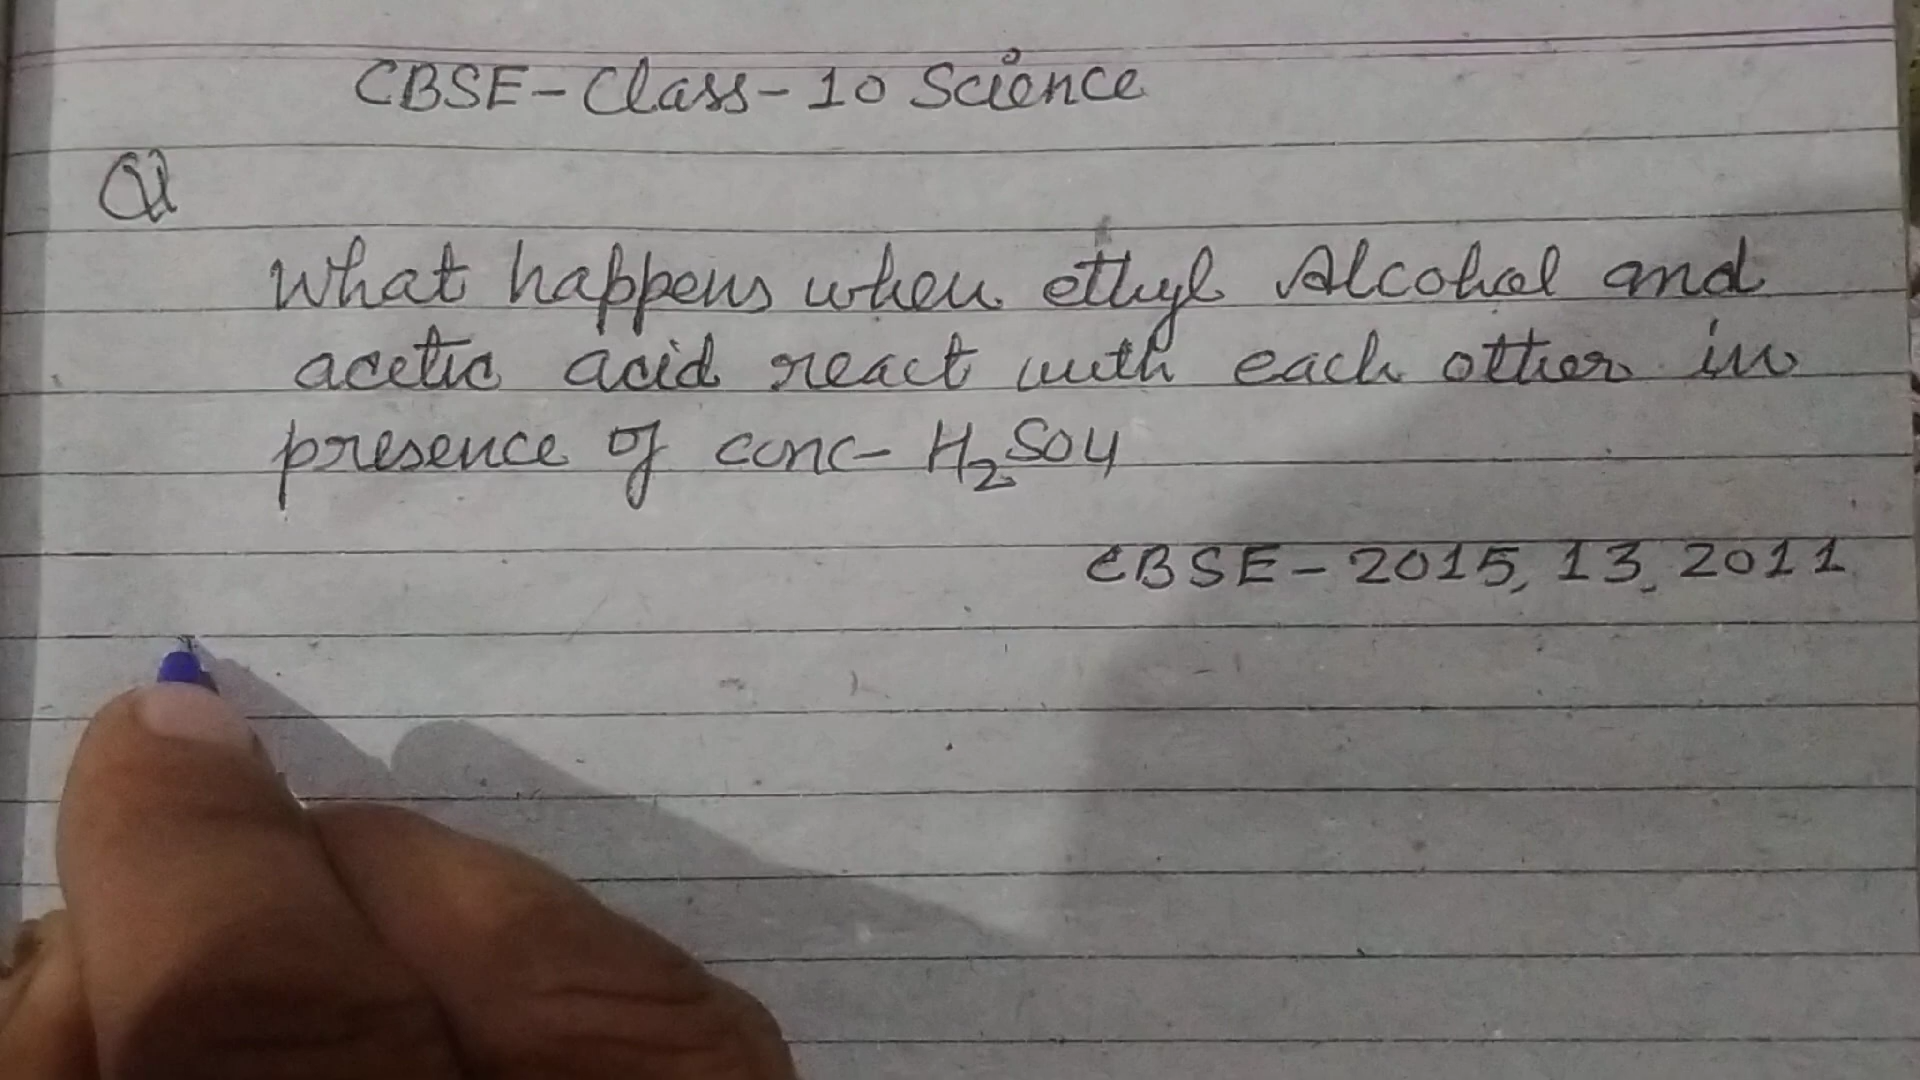 CBSE-Class-10 Science
Q1
What happens when ethyl Alcohol and
acetic acid react with each other in
presence of conc- H₂SO4
CBSE-2015, 13, 2011